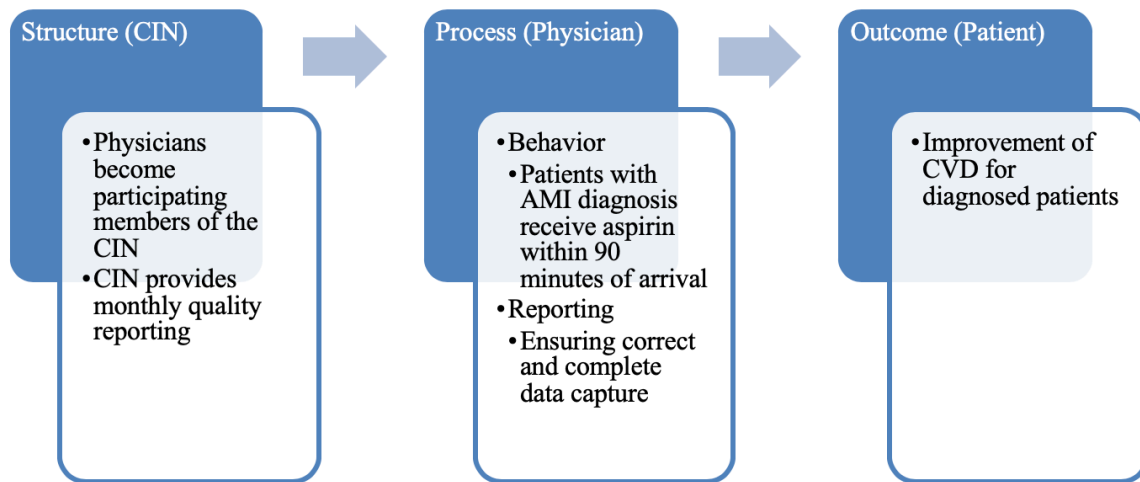 Structure (CIN)
•Physicians
become
participating
members of the
CIN
•CIN provides
monthly quality
reporting
Process (Physician)
•Behavior
•Patients with
AMI diagnosis
receive aspirin
within 90
minutes of arrival
•Reporting
•Ensuring correct
and complete
data capture
Outcome (Patient)
•Improvement of
CVD for
diagnosed patients